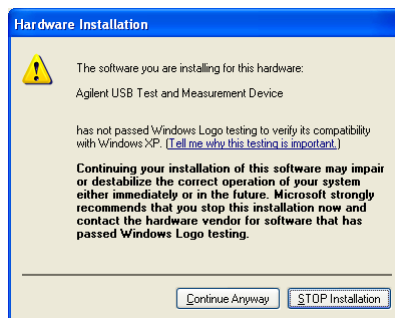 Hardware Installation
The software you are installing for this hardware:
Agilent USB Test and Measurement Device
has not passed Windows Logo testing to verify its compatibility
with Windows XP. (Tell me why this testing is important.)
Continuing your installation of this software may impair
or destabilize the correct operation of your system
either immediately or in the future. Microsoft strongly
recommends that you stop this installation now and
contact the hardware vendor for software that has
passed Windows Logo testing.
Continue Anyway
STOP Installation